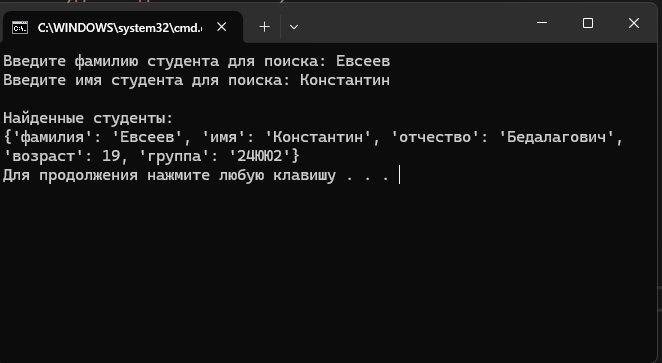 C:\WINDOWS\system32\cmd.
Введите фамилию студента для поиска: Евсеев
Введите имя студента для поиска: Константин
Найденные студенты:
{'фамилия': 'Евсеев', 'имя': 'Константин', 'отчество': 'Бедалагович',
'возраст': 19, 'группа': '24ЮЮ2'}
Для продолжения нажмите любую клавишу . . .